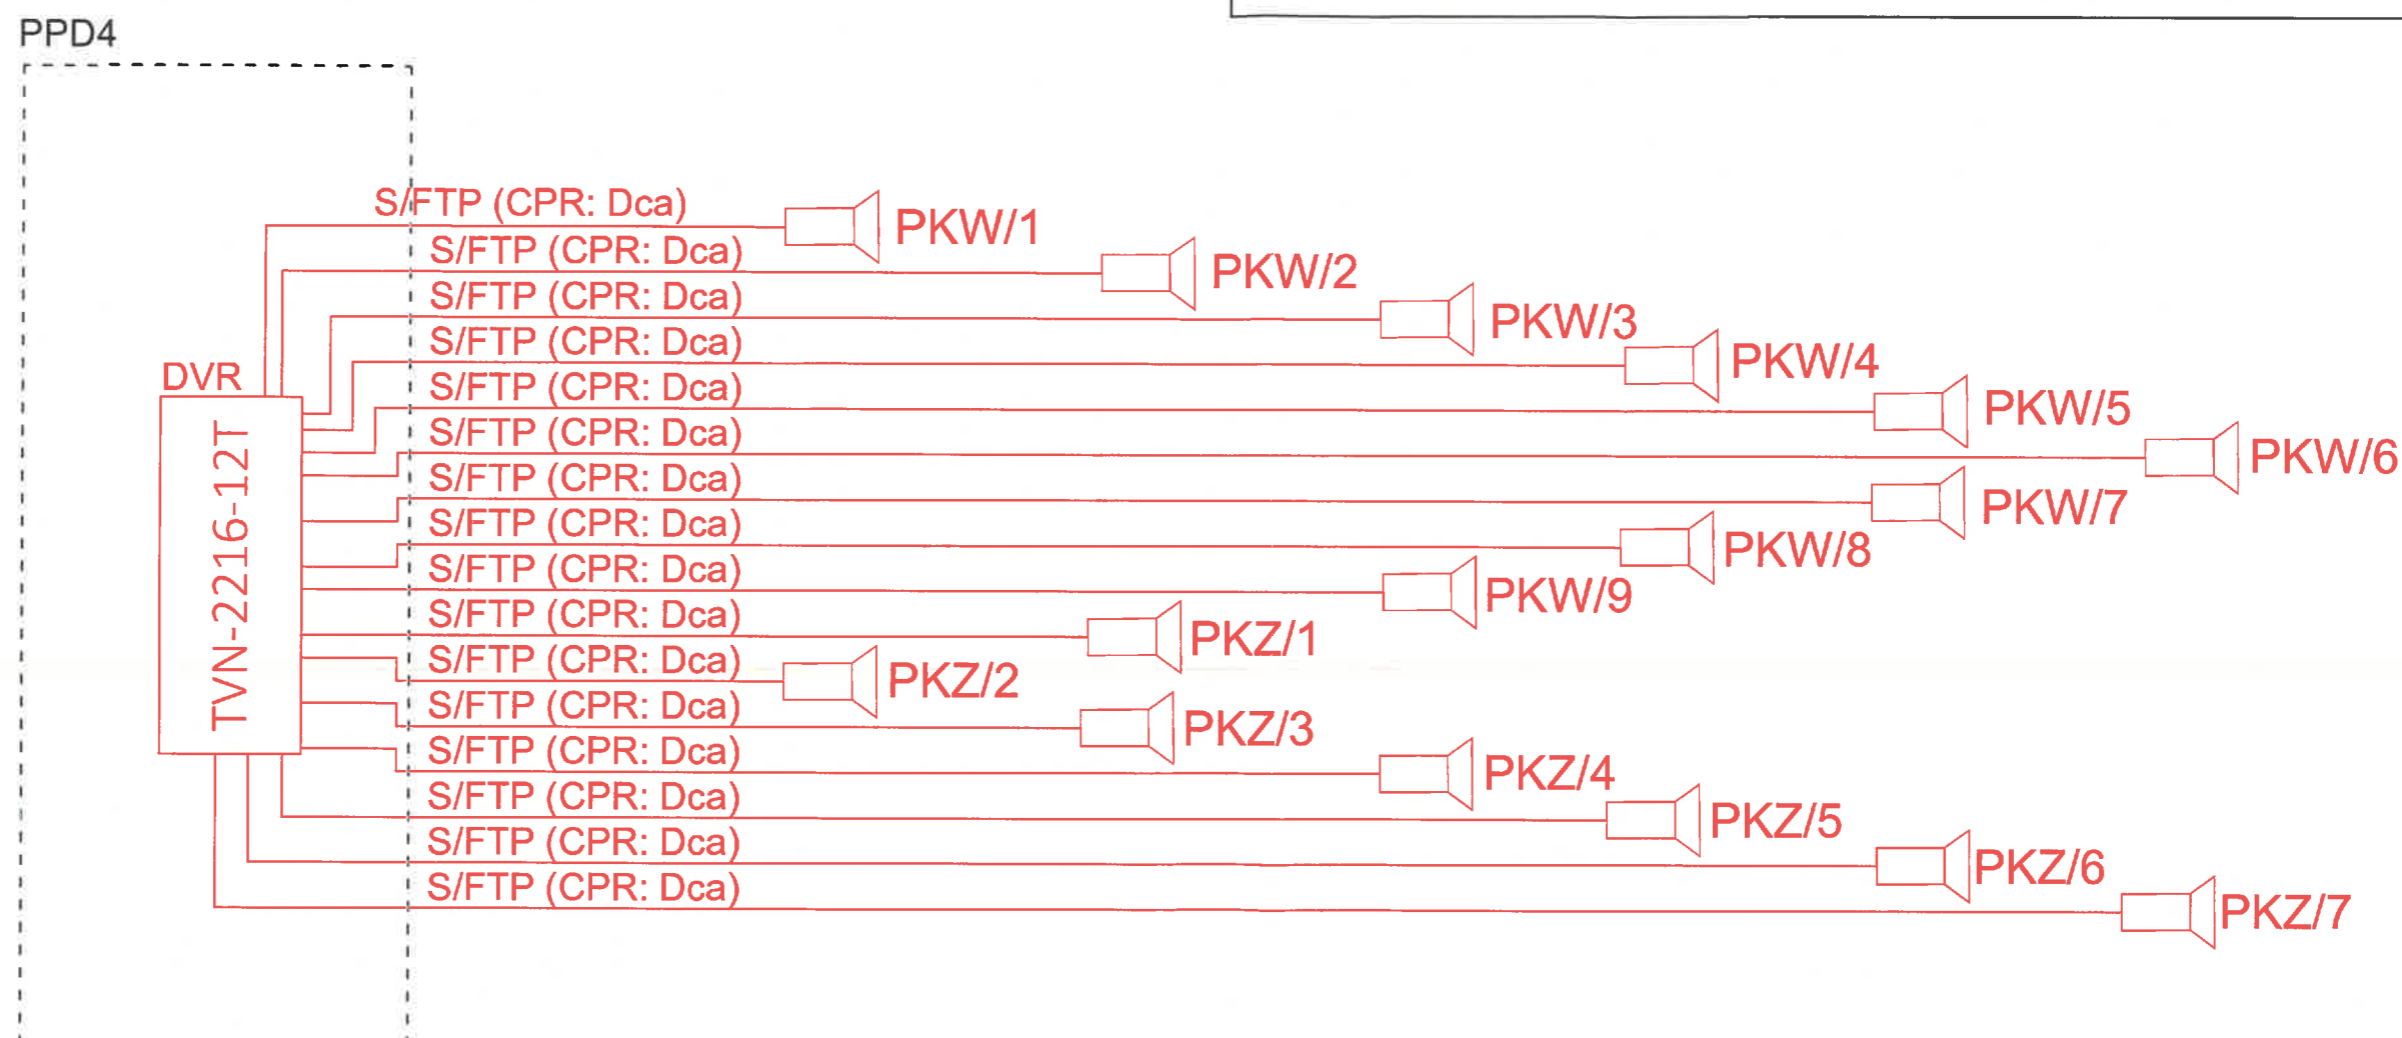 PPD4
S/FTP (CPR: Dca)
PKW/1
S/FTP (CPR: Dca)
PKW/2
S/FTP (CPR: Dca)
PKW/3
S/FTP (CPR: Dca)
PKW/4
DVR
S/FTP (CPR: Dca)
PKW/5
S/FTP (CPR: Dca)
PKW/6
TVN-2216-12T
S/FTP (CPR: Dca)
PKW/7
S/FTP (CPR: Dca)
PKW/8
S/FTP (CPR: Dca)
PKW/9
S/FTP (CPR: Dca)
PKZ/1
S/FTP (CPR: Dca)
PKZ/2
S/FTP (CPR: Dca)
PKZ/3
S/FTP (CPR: Dca)
PKZ/4
S/FTP (CPR: Dca)
PKZ/5
S/FTP (CPR: Dca)
PKZ/6
S/FTP (CPR: Dca)
PKZ/7